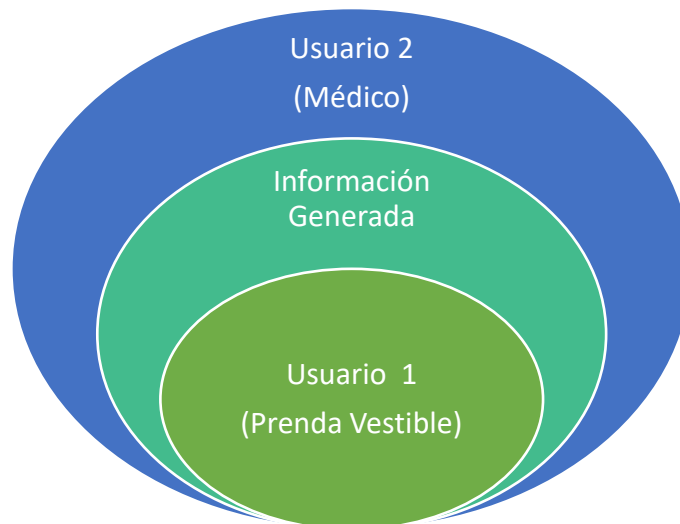 Usuario 2
(Médico)
Información
Generada
Usuario 1
(Prenda Vestible)